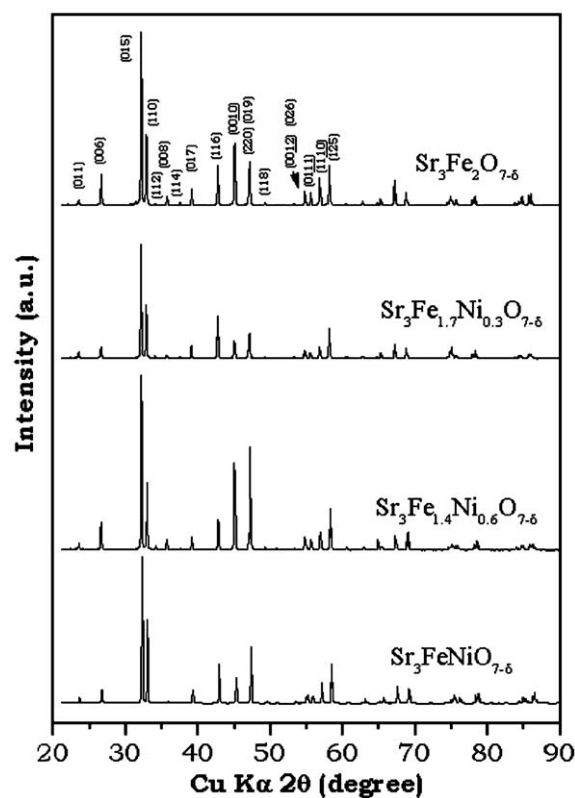 Intensity (a.u.)
(011)
(006)
(015)
(110)
(112)
(008)
(114)
(017)
(116)
(0010)
(220)
(019)
(118)
(0012)
(026)
(0111)
(1110)
(125)
Sr3Fe2O7-δ
Sr3Fe1.7Ni0.3O7-δ
Sr3Fe1.4Ni0.6O7-δ
Sr3FeNiO7-δ
20 30 40 50 60 70 80 90
Cu Kα 2θ (degree)